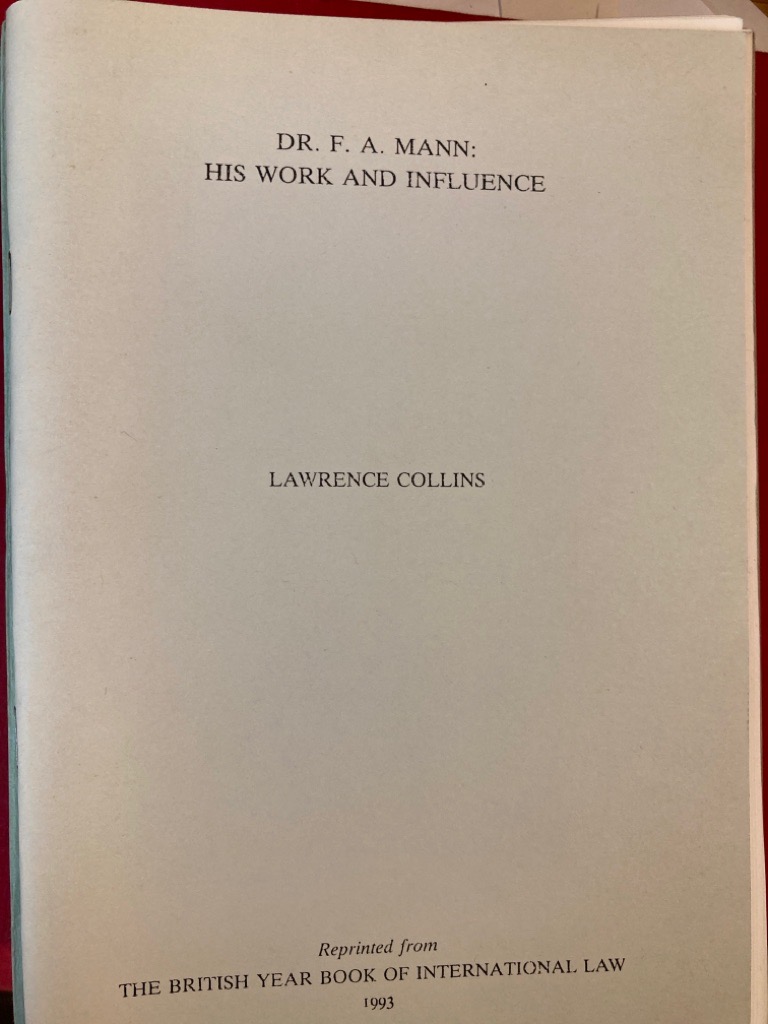 DR. F. A. MANN:
HIS WORK AND INFLUENCE
LAWRENCE COLLINS
Reprinted from
THE BRITISH YEAR BOOK OF INTERNATIONAL LAW
1993